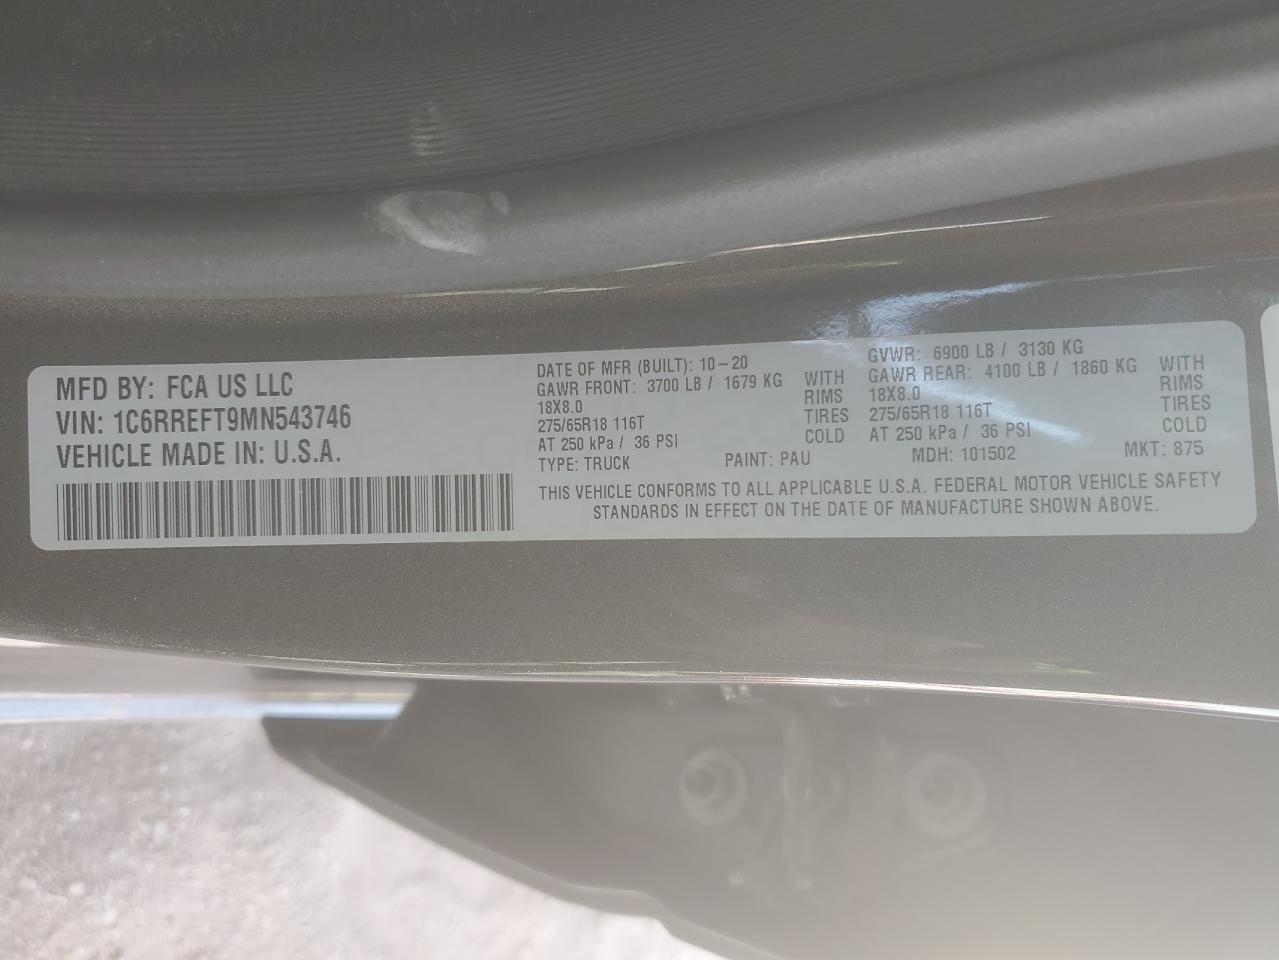 MFD BY: FCA US LLC
VIN: 1C6RREFT9MN543746
VEHICLE MADE IN: U.S.A.
DATE OF MFR (BUILT): 10-20
GAWR FRONT: 3700 LB / 1679 KG WITH
18X8.0 RIMS
275/65R18 116T TIRES
AT 250 kPa / 36 PSI COLD
GVWR: 6900 LB / 3130 KG
GAWR REAR: 4100 LB / 1860 KG WITH
18X8.0 RIMS
275/65R18 116T TIRES
AT 250 kPa / 36 PSI COLD
TYPE: TRUCK PAINT: PAU MDH: 101502 MKT: 875
THIS VEHICLE CONFORMS TO ALL APPLICABLE U.S.A. FEDERAL MOTOR VEHICLE SAFETY
STANDARDS IN EFFECT ON THE DATE OF MANUFACTURE SHOWN ABOVE.